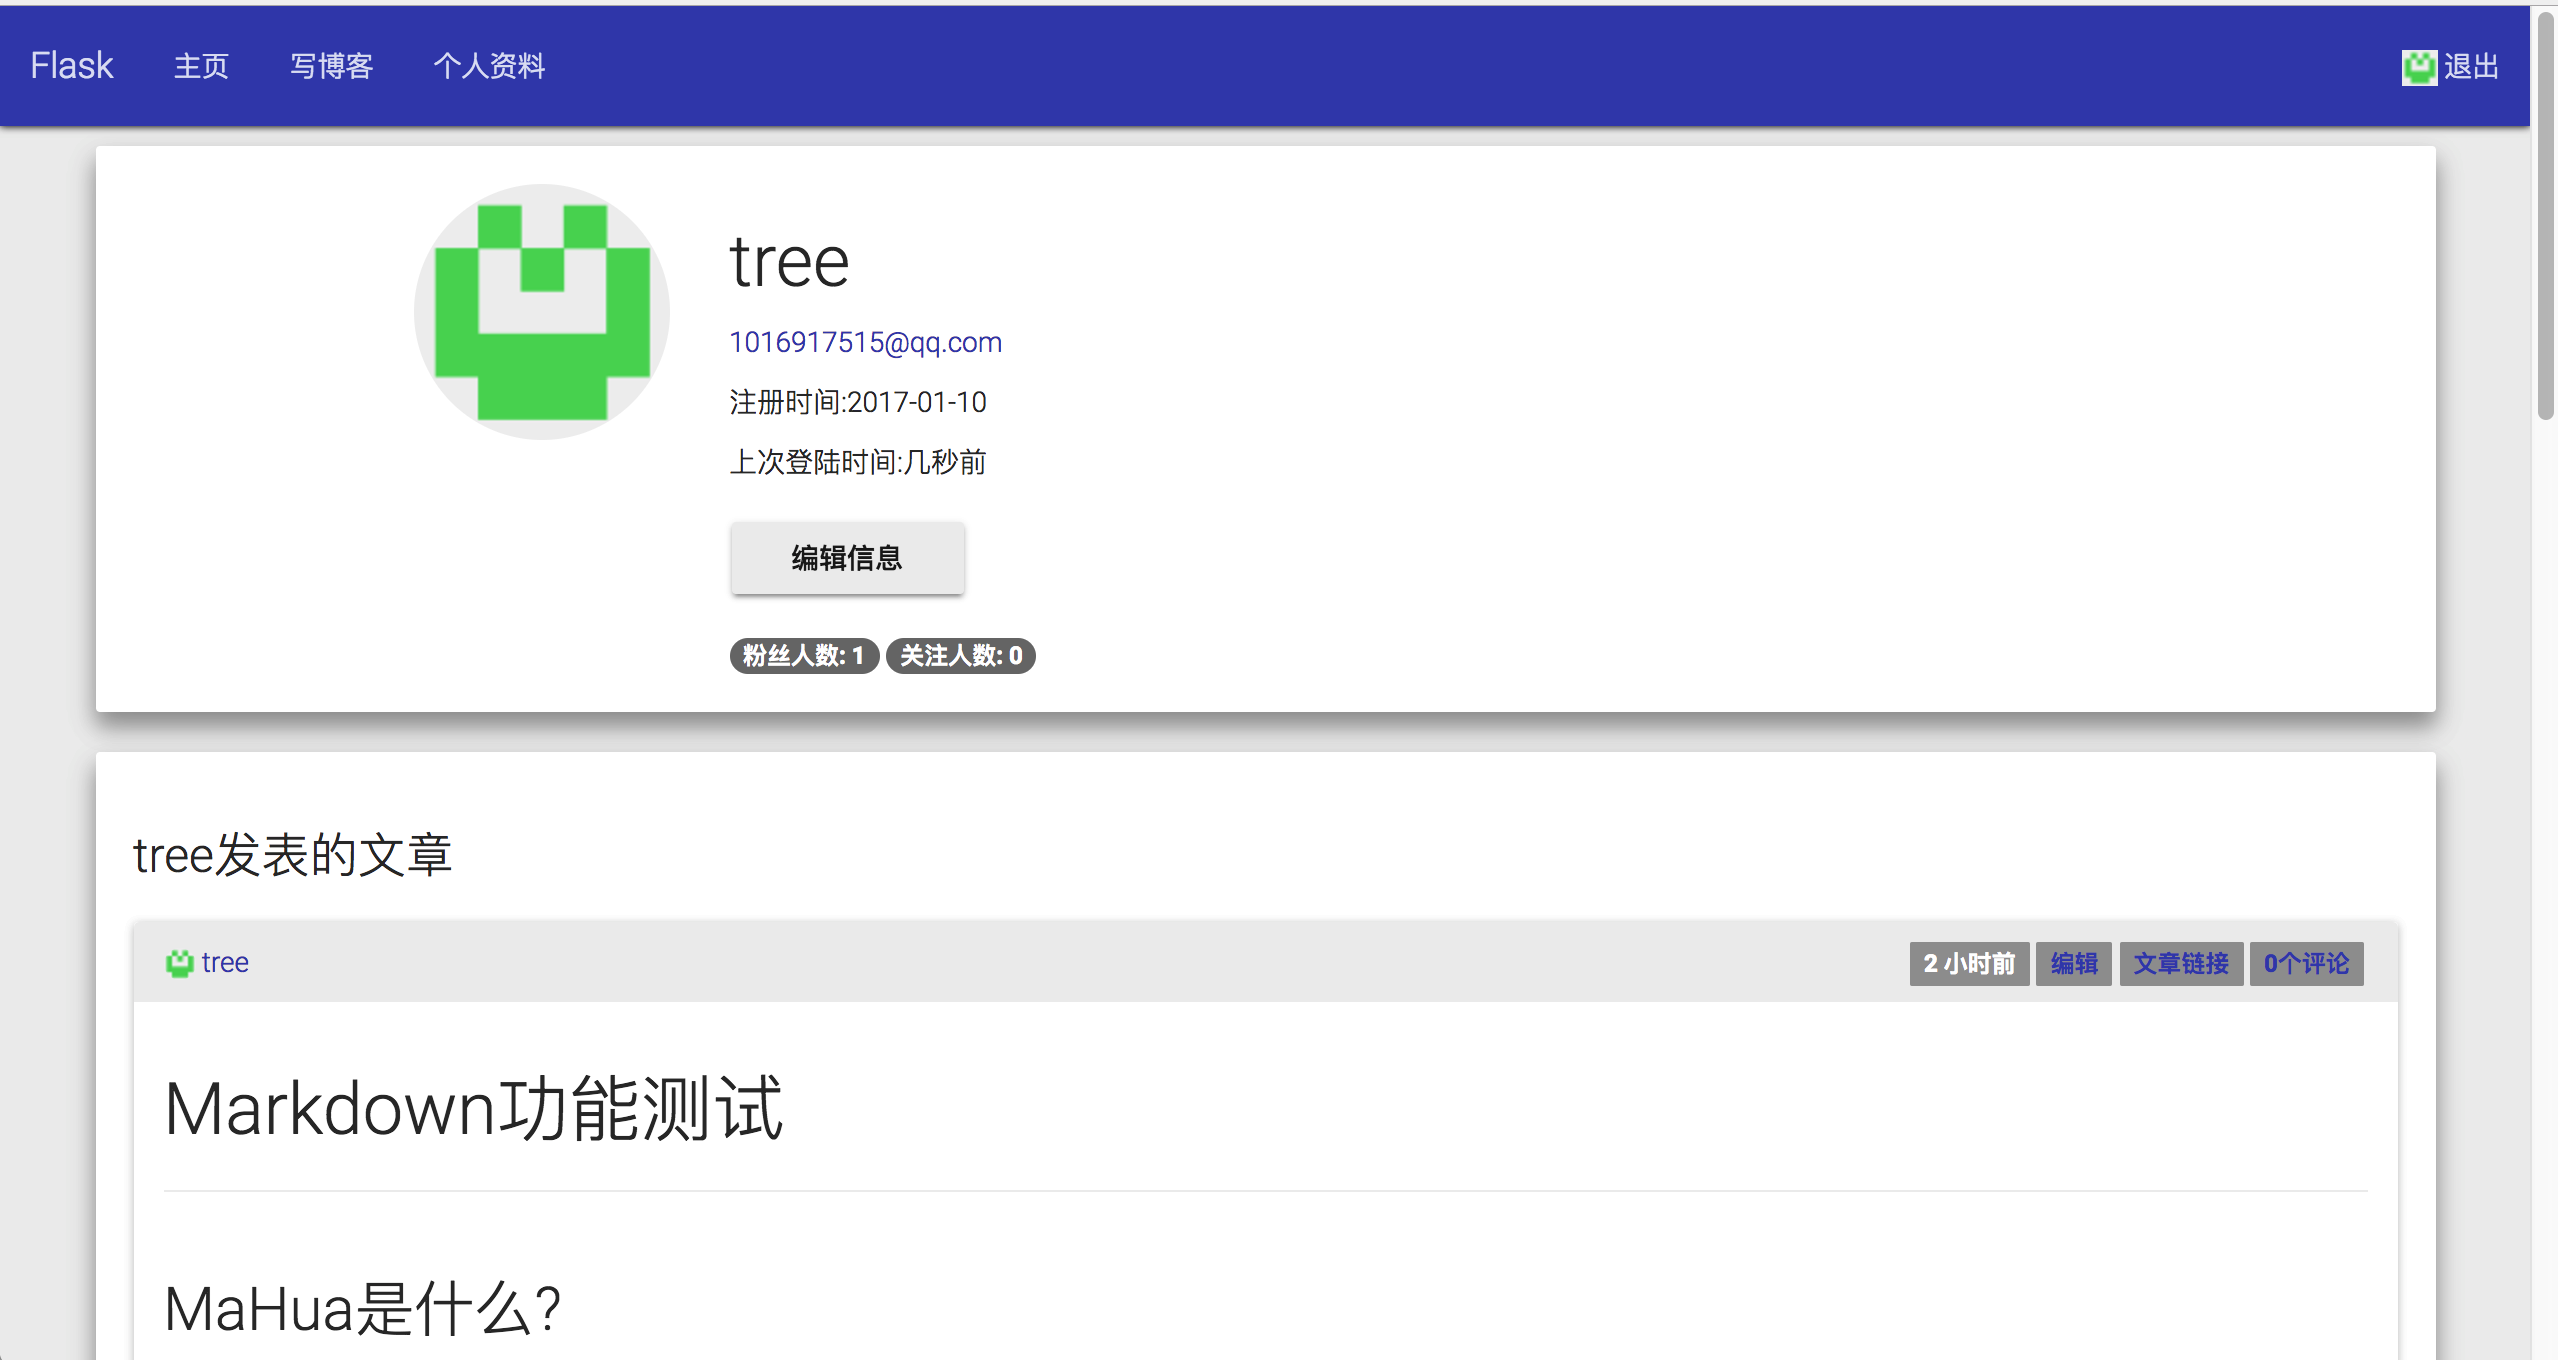 Flask 主页 写博客 个人资料 退出
tree
1016917515@qq.com
注册时间:2017-01-10
上次登陆时间:几秒前
编辑信息
粉丝人数: 1 关注人数: 0
tree发表的文章
tree 2 小时前 编辑 文章链接 0个评论
Markdown功能测试
MaHua是什么?